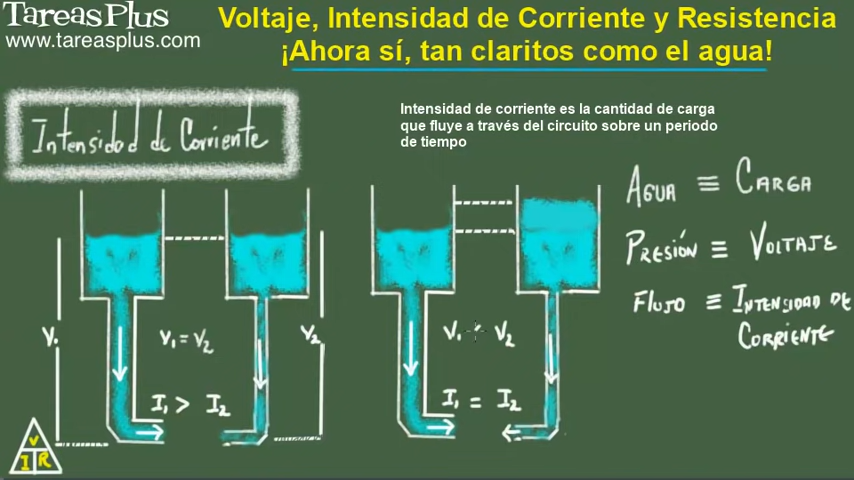 TareasPlus
www.tareasplus.com
Voltaje, Intensidad de Corriente y Resistencia
¡Ahora sí, tan claritos como el agua!
Intensidad de Corriente
Intensidad de corriente es la cantidad de carga
que fluye a través del circuito sobre un periodo
de tiempo
AGUA ≡ CARGA
PRESIÓN ≡ VOLTAJE
FLUJO ≡ INTENSIDAD DE
CORRIENTE
V₁
V₁ = V₂
V₂
I₁ > I₂
V₁ V₂
I₁ = I₂
V
I R